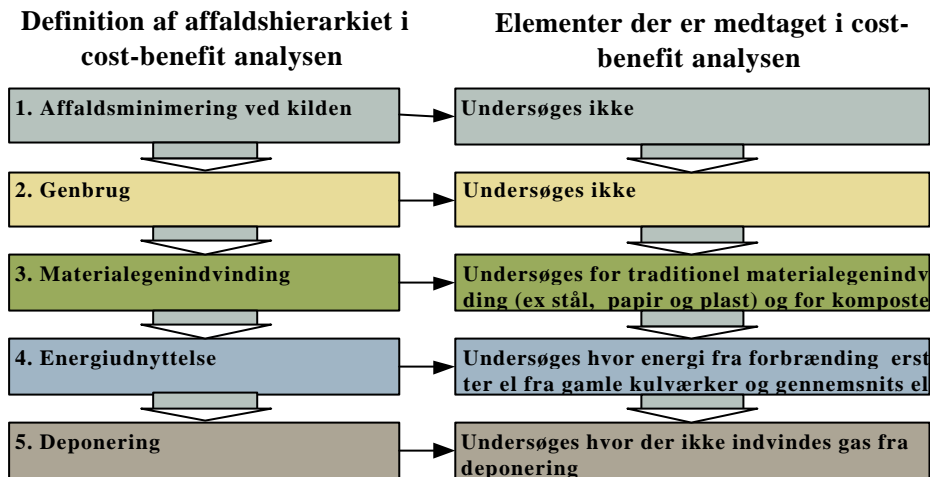 Definition af affaldshierarkiet i
cost-benefit analysen
Elementer der er medtaget i cost-
benefit analysen
1. Affaldsminimering ved kilden
Undersøges ikke
2. Genbrug
Undersøges ikke
3. Materialegenindvinding
Undersøges for traditionel materialegenindv
ding (ex stål, papir og plast) og for komposte
4. Energiudnyttelse
Undersøges hvor energi fra forbrænding erst
ter el fra gamle kulværker og gennemsnits el
5. Deponering
Undersøges hvor der ikke indvindes gas fra
deponering